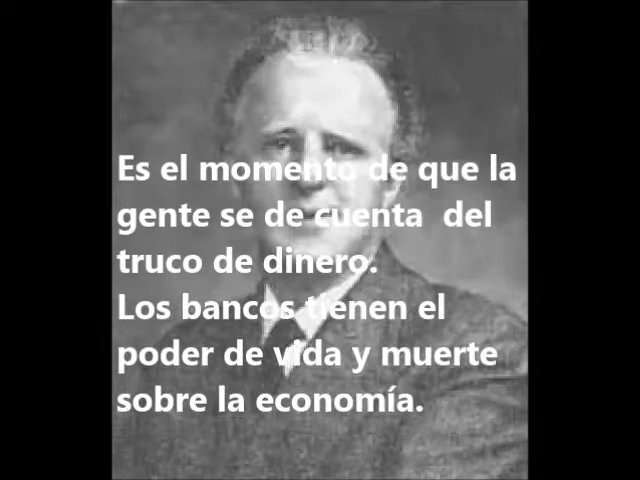 Es el momento de que la
gente se de cuenta del
truco de dinero.
Los bancos tienen el
poder de vida y muerte
sobre la economía.